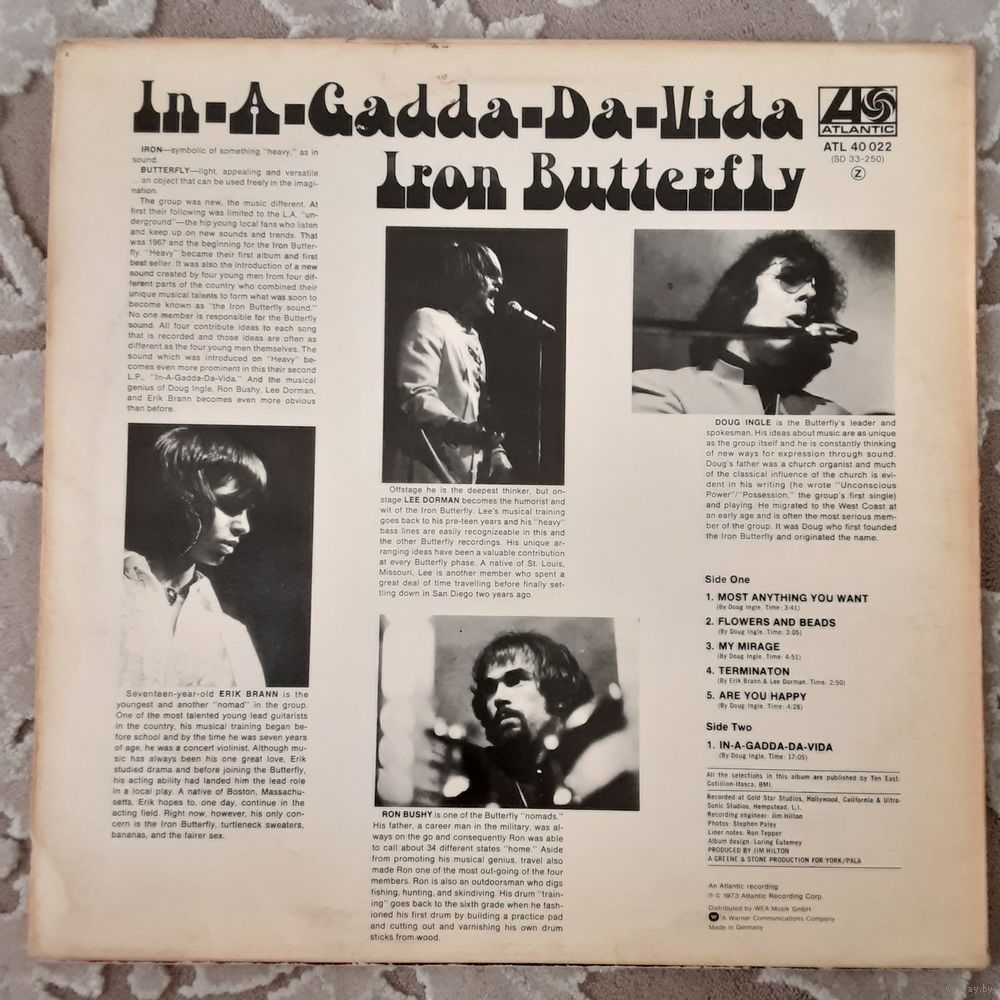 In-A-Gadda-Da-Vida
Iron Butterfly
ATLANTIC
ATL 40 022
(SD 33-250)
Z
IRON—symbolic of something "heavy," as in
sound.
BUTTERFLY—light, appealing and versatile
... an object that can be used freely in the imagi-
nation.
The group was new, the music different. At
first their following was limited to the L.A. "un-
derground"—the hip young local fans who listen
and keep up on new sounds and trends. That
was 1967 and the beginning for the Iron Butter-
fly. "Heavy" became their first album and first
best seller. It was also the introduction of a new
sound created by four young men from four dif-
ferent parts of the country who combined their
unique musical talents to form what was soon to
become known as "the Iron Butterfly sound."
No one member is responsible for the Butterfly
sound. All four contribute ideas to each song
that is recorded and those ideas are often as
different as the four young men themselves. The
sound which was introduced on "Heavy" be-
comes even more prominent in this their second
L.P., "In-A-Gadda-Da-Vida." And the musical
genius of Doug Ingle, Ron Bushy, Lee Dorman,
and Erik Brann becomes even more obvious
than before.
Seventeen-year-old ERIK BRANN is the
youngest and another "nomad" in the group.
One of the most talented young lead guitarists
in the country, his musical training began be-
fore school and by the time he was seven years
of age, he was a concert violinist. Although mu-
sic has always been his one great love, Erik
studied drama and before joining the Butterfly,
his acting ability had landed him the lead role
in a local play. A native of Boston, Massachu-
setts, Erik hopes to, one day, continue in the
acting field. Right now, however, his only con-
cern is the Iron Butterfly, turtleneck sweaters,
bananas, and the fairer sex.
Offstage he is the deepest thinker, but on-
stage LEE DORMAN becomes the humorist and
wit of the Iron Butterfly. Lee's musical training
goes back to his pre-teen years and his "heavy"
bass lines are easily recognizeable in this and
the other Butterfly recordings. His unique ar-
ranging ideas have been a valuable contribution
at every Butterfly phase. A native of St. Louis,
Missouri, Lee is another member who spent a
great deal of time travelling before finally set-
tling down in San Diego two years ago.
RON BUSHY is one of the Butterfly "nomads."
His father, a career man in the military, was al-
ways on the go and consequently Ron was able
to call about 34 different states "home." Aside
from promoting his musical genius, travel also
made Ron one of the most out-going of the four
members. Ron is also an outdoorsman who digs
fishing, hunting, and skindiving. His drum "train-
ing" goes back to the sixth grade when he fash-
ioned his first drum by building a practice pad
and cutting out and varnishing his own drum
sticks from wood.
DOUG INGLE is the Butterfly's leader and
spokesman. His ideas about music are as unique
as the group itself and he is constantly thinking
of new ways for expression through sound.
Doug's father was a church organist and much
of the classical influence of the church is evi-
dent in his writing (he wrote "Unconscious
Power"/"Possession," the group's first single)
and playing. He migrated to the West Coast at
an early age and is often the most serious mem-
ber of the group. It was Doug who first founded
the Iron Butterfly and originated the name.
Side One
1. MOST ANYTHING YOU WANT
(By Doug Ingle. Time: 3:41)
2. FLOWERS AND BEADS
(By Doug Ingle. Time: 3:05)
3. MY MIRAGE
(By Doug Ingle. Time: 4:51)
4. TERMINATON
(By Erik Brann & Lee Dorman. Time: 2:50)
5. ARE YOU HAPPY
(By Doug Ingle. Time: 4:28)
Side Two
1. IN-A-GADDA-DA-VIDA
(By Doug Ingle. Time: 17:05)
All the selections in this album are published by Ten East-
Cotillion-Itasca, BMI.
Recorded at Gold Star Studios, Hollywood, California & Ultra-
Sonic Studios, Hempstead, L.I.
Recording engineer: Jim Hilton
Photos: Stephen Paley
Liner notes: Ron Tepper
Album design: Loring Eutemey
PRODUCED BY JIM HILTON
A GREENE & STONE PRODUCTION FOR YORK/PALA
An Atlantic recording
℗ © 1973 Atlantic Recording Corp.
Distributed by WEA Musik GmbH
A Warner Communications Company
Made in Germany